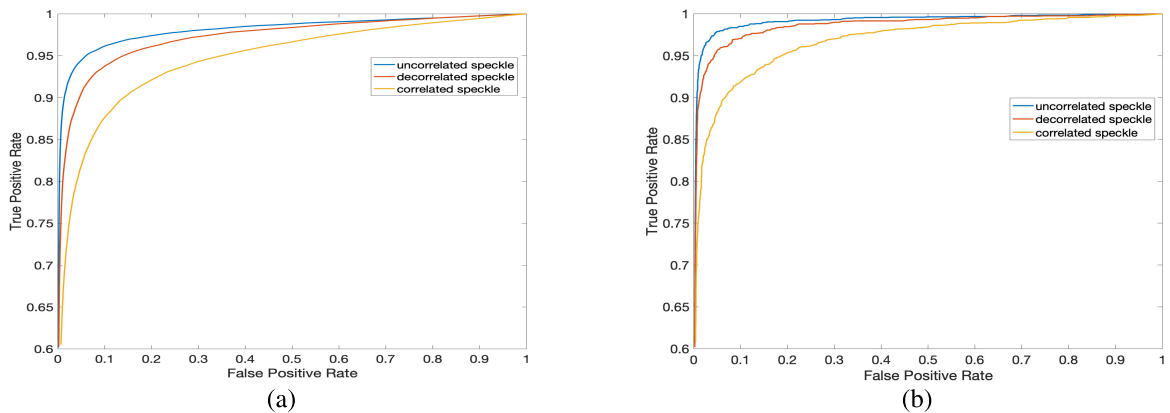 1
0.95
0.9
0.85
0.8
0.75
0.7
0.65
0.6
True Positive Rate
uncorrelated speckle
decorrelated speckle
correlated speckle
0 0.1 0.2 0.3 0.4 0.5 0.6 0.7 0.8 0.9 1
False Positive Rate
(a)
1
0.95
0.9
0.85
0.8
0.75
0.7
0.65
0.6
True Positive Rate
uncorrelated speckle
decorrelated speckle
correlated speckle
0 0.1 0.2 0.3 0.4 0.5 0.6 0.7 0.8 0.9 1
False Positive Rate
(b)